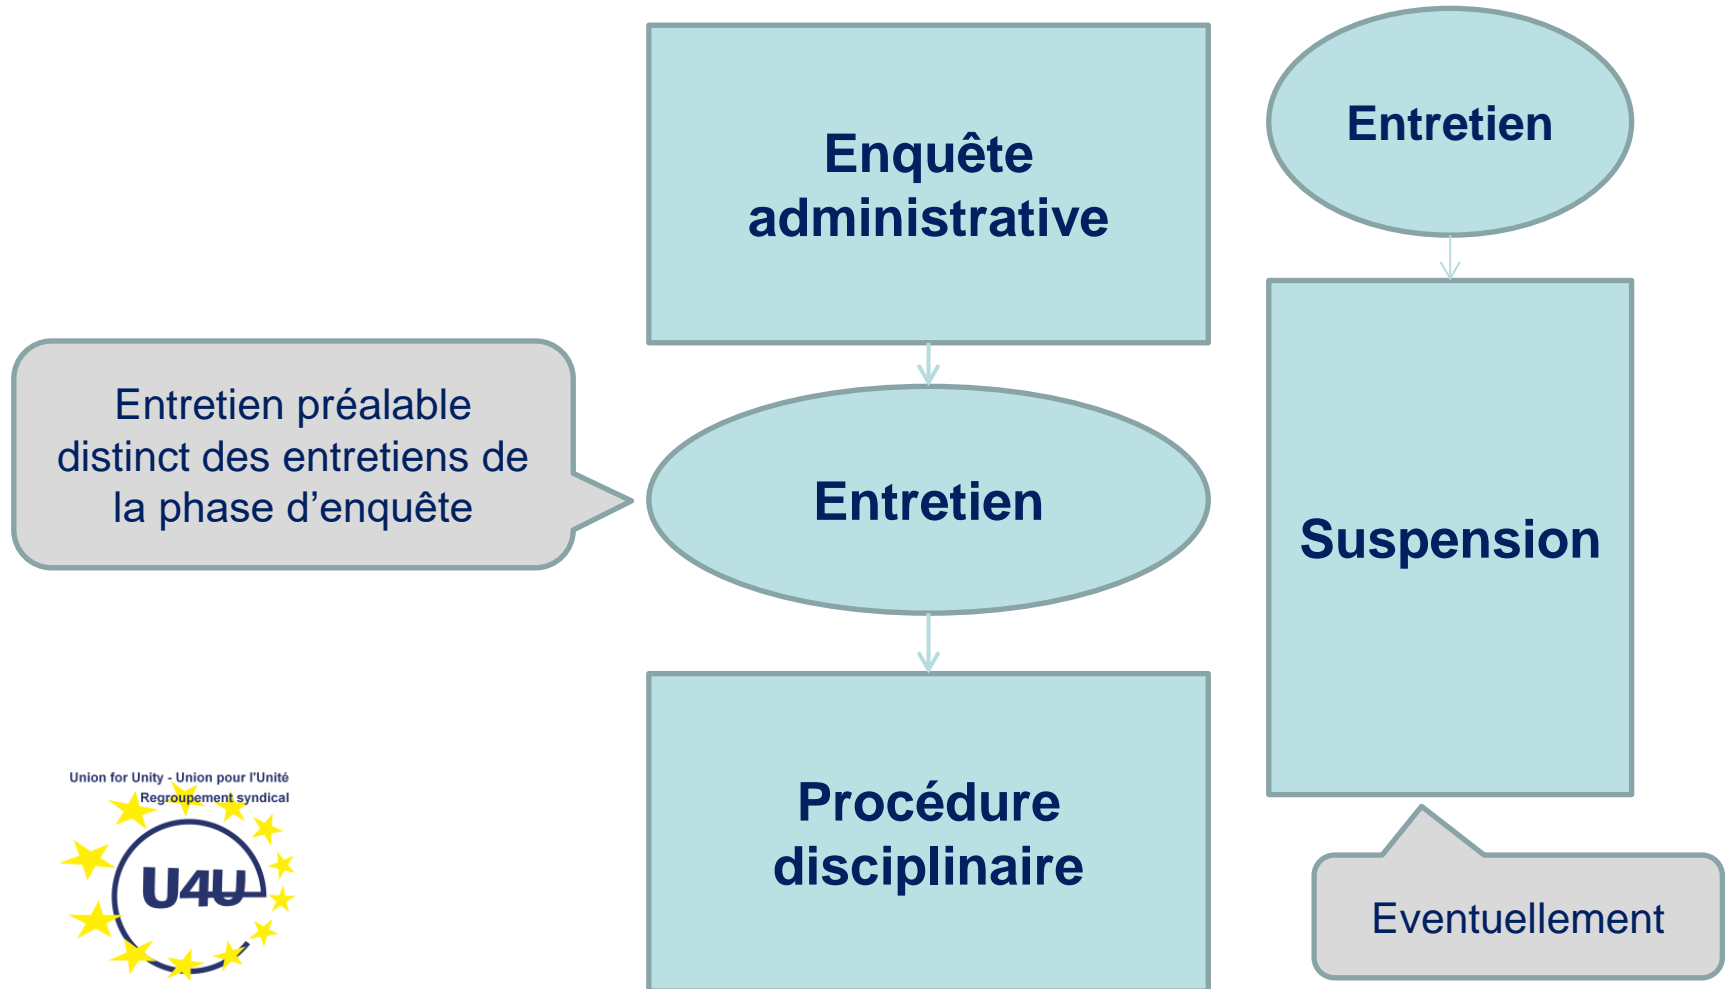 Enquête
administrative
Entretien
Entretien préalable
distinct des entretiens de
la phase d’enquête
Entretien
Suspension
Procédure
disciplinaire
Eventuellement
Union for Unity - Union pour l'Unité
Regroupement syndical
U4U